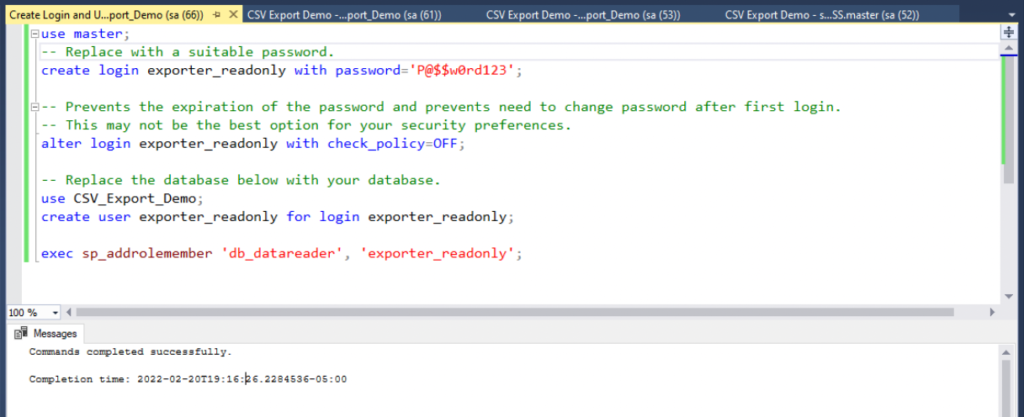 Create Login and U...port_Demo (sa (66)) CSV Export Demo -...port_Demo (sa (61)) CSV Export Demo -...port_Demo (sa (53)) CSV Export Demo - s...SS.master (sa (52))
use master;
-- Replace with a suitable password.
create login exporter_readonly with password='P@$$w0rd123';
-- Prevents the expiration of the password and prevents need to change password after first login.
-- This may not be the best option for your security preferences.
alter login exporter_readonly with check_policy=OFF;
-- Replace the database below with your database.
use CSV_Export_Demo;
create user exporter_readonly for login exporter_readonly;
exec sp_addrolemember 'db_datareader', 'exporter_readonly';
100 %
Messages
Commands completed successfully.
Completion time: 2022-02-20T19:16:26.2284536-05:00